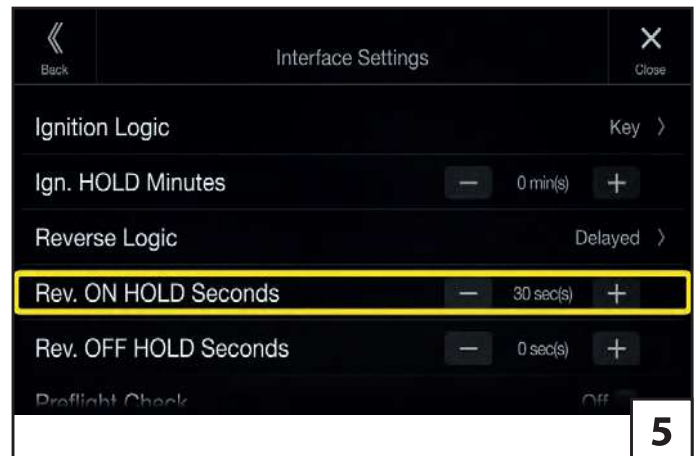 Back
Interface Settings
Close
Ignition Logic Key
Ign. HOLD Minutes − 0 min(s) +
Reverse Logic Delayed
Rev. ON HOLD Seconds − 30 sec(s) +
Rev. OFF HOLD Seconds − 0 sec(s) +
Preflight Check Off
5